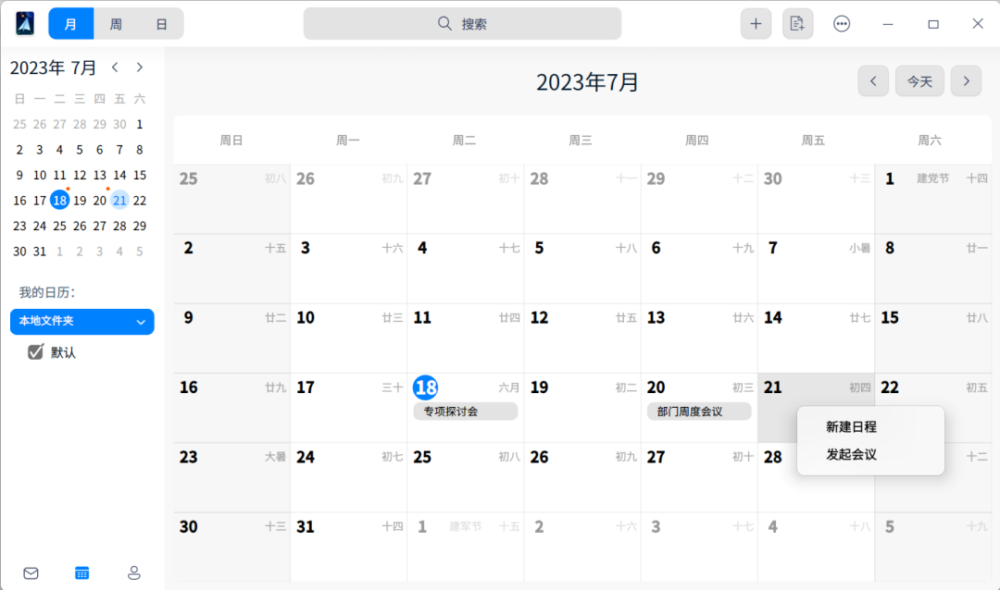 月 周 日 搜索
2023年 7月
日 一 二 三 四 五 六
25 26 27 28 29 30 1
2 3 4 5 6 7 8
9 10 11 12 13 14 15
16 17 18 19 20 21 22
23 24 25 26 27 28 29
30 31 1 2 3 4 5
我的日历:
本地文件夹
默认
2023年7月
今天
周日 周一 周二 周三 周四 周五 周六
25 初八 26 初九 27 初十 28 十一 29 十二 30 十三 1 建党节 十四
2 十五 3 十六 4 十七 5 十八 6 十九 7 小暑 8 廿一
9 廿二 10 廿三 11 廿四 12 廿五 13 廿六 14 廿七 15 廿八
16 廿九 17 三十 18 六月 19 初二 20 初三 21 初四 22 初五
专项探讨会 部门周度会议
新建日程
发起会议
23 大暑 24 初七 25 初八 26 初九 27 初十 28 十二
30 十三 31 十四 1 建军节 十五 2 十六 3 十七 4 十八 5 十九